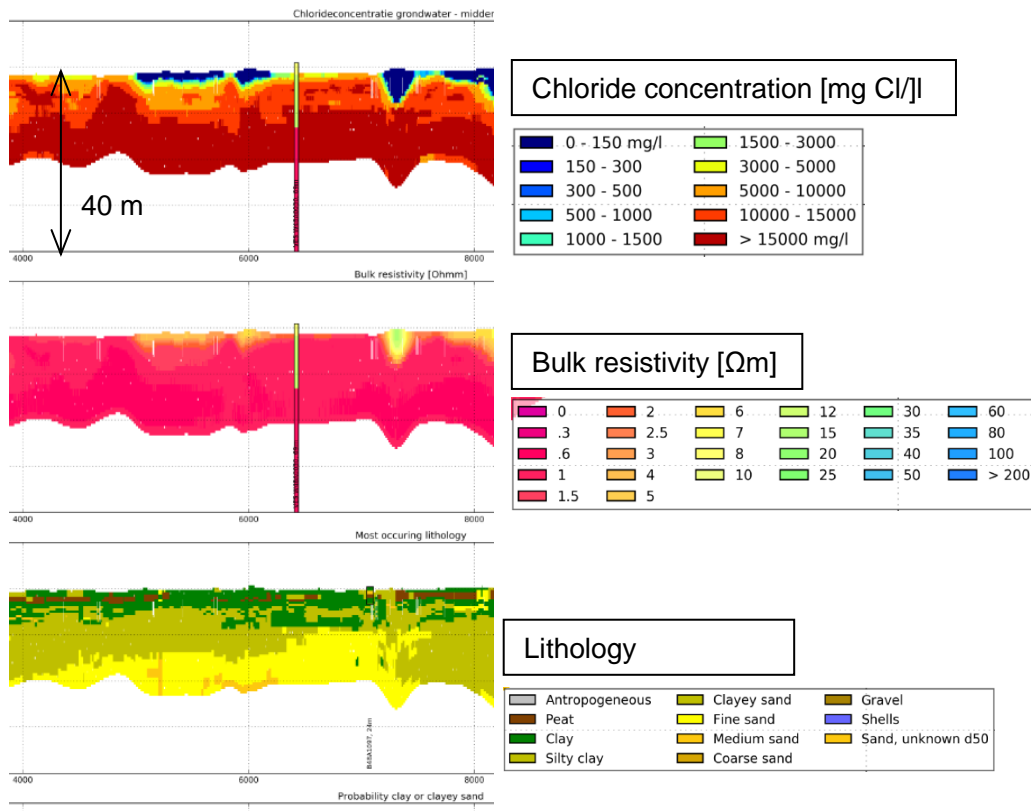 Chlorideconcentratie grondwater - midder
40 m
4000 6000 8000
Chloride concentration [mg Cl/]l
0 - 150 mg/l 1500 - 3000
150 - 300 3000 - 5000
300 - 500 5000 - 10000
500 - 1000 10000 - 15000
1000 - 1500 > 15000 mg/l
Bulk resistivity [Ohmm]
4000 6000 8000
Bulk resistivity [Ωm]
0 2 6 12 30 60
.3 2.5 7 15 35 80
.6 3 8 20 40 100
1 4 10 25 50 > 200
1.5 5
Most occuring lithology
B48A1097, 24m
4000 6000 8000
Lithology
Antropogeneous Clayey sand Gravel
Peat Fine sand Shells
Clay Medium sand Sand, unknown d50
Silty clay Coarse sand
Probability clay or clayey sand